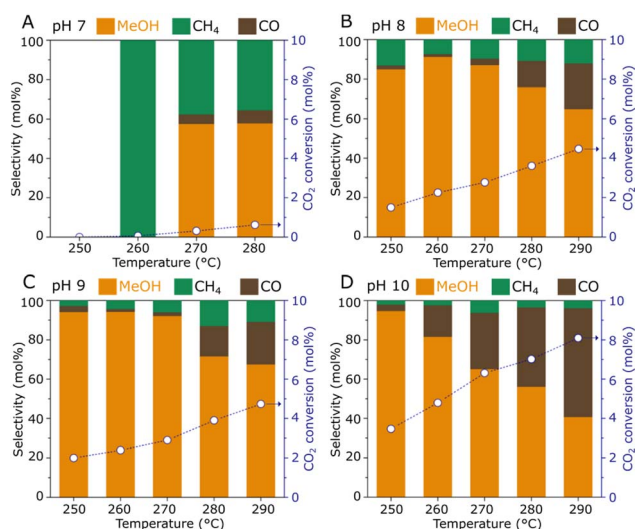 A pH 7 MeOH CH₄ CO
100 80 60 40 20 0
Selectivity (mol%)
10 8 6 4 2 0
CO₂ conversion (mol%)
250 260 270 280
Temperature (°C)
B pH 8 MeOH CH₄ CO
100 80 60 40 20 0
Selectivity (mol%)
10 8 6 4 2 0
CO₂ conversion (mol%)
250 260 270 280 290
Temperature (°C)
C pH 9 MeOH CH₄ CO
100 80 60 40 20 0
Selectivity (mol%)
10 8 6 4 2 0
CO₂ conversion (mol%)
250 260 270 280 290
Temperature (°C)
D pH 10 MeOH CH₄ CO
100 80 60 40 20 0
Selectivity (mol%)
10 8 6 4 2 0
CO₂ conversion (mol%)
250 260 270 280 290
Temperature (°C)